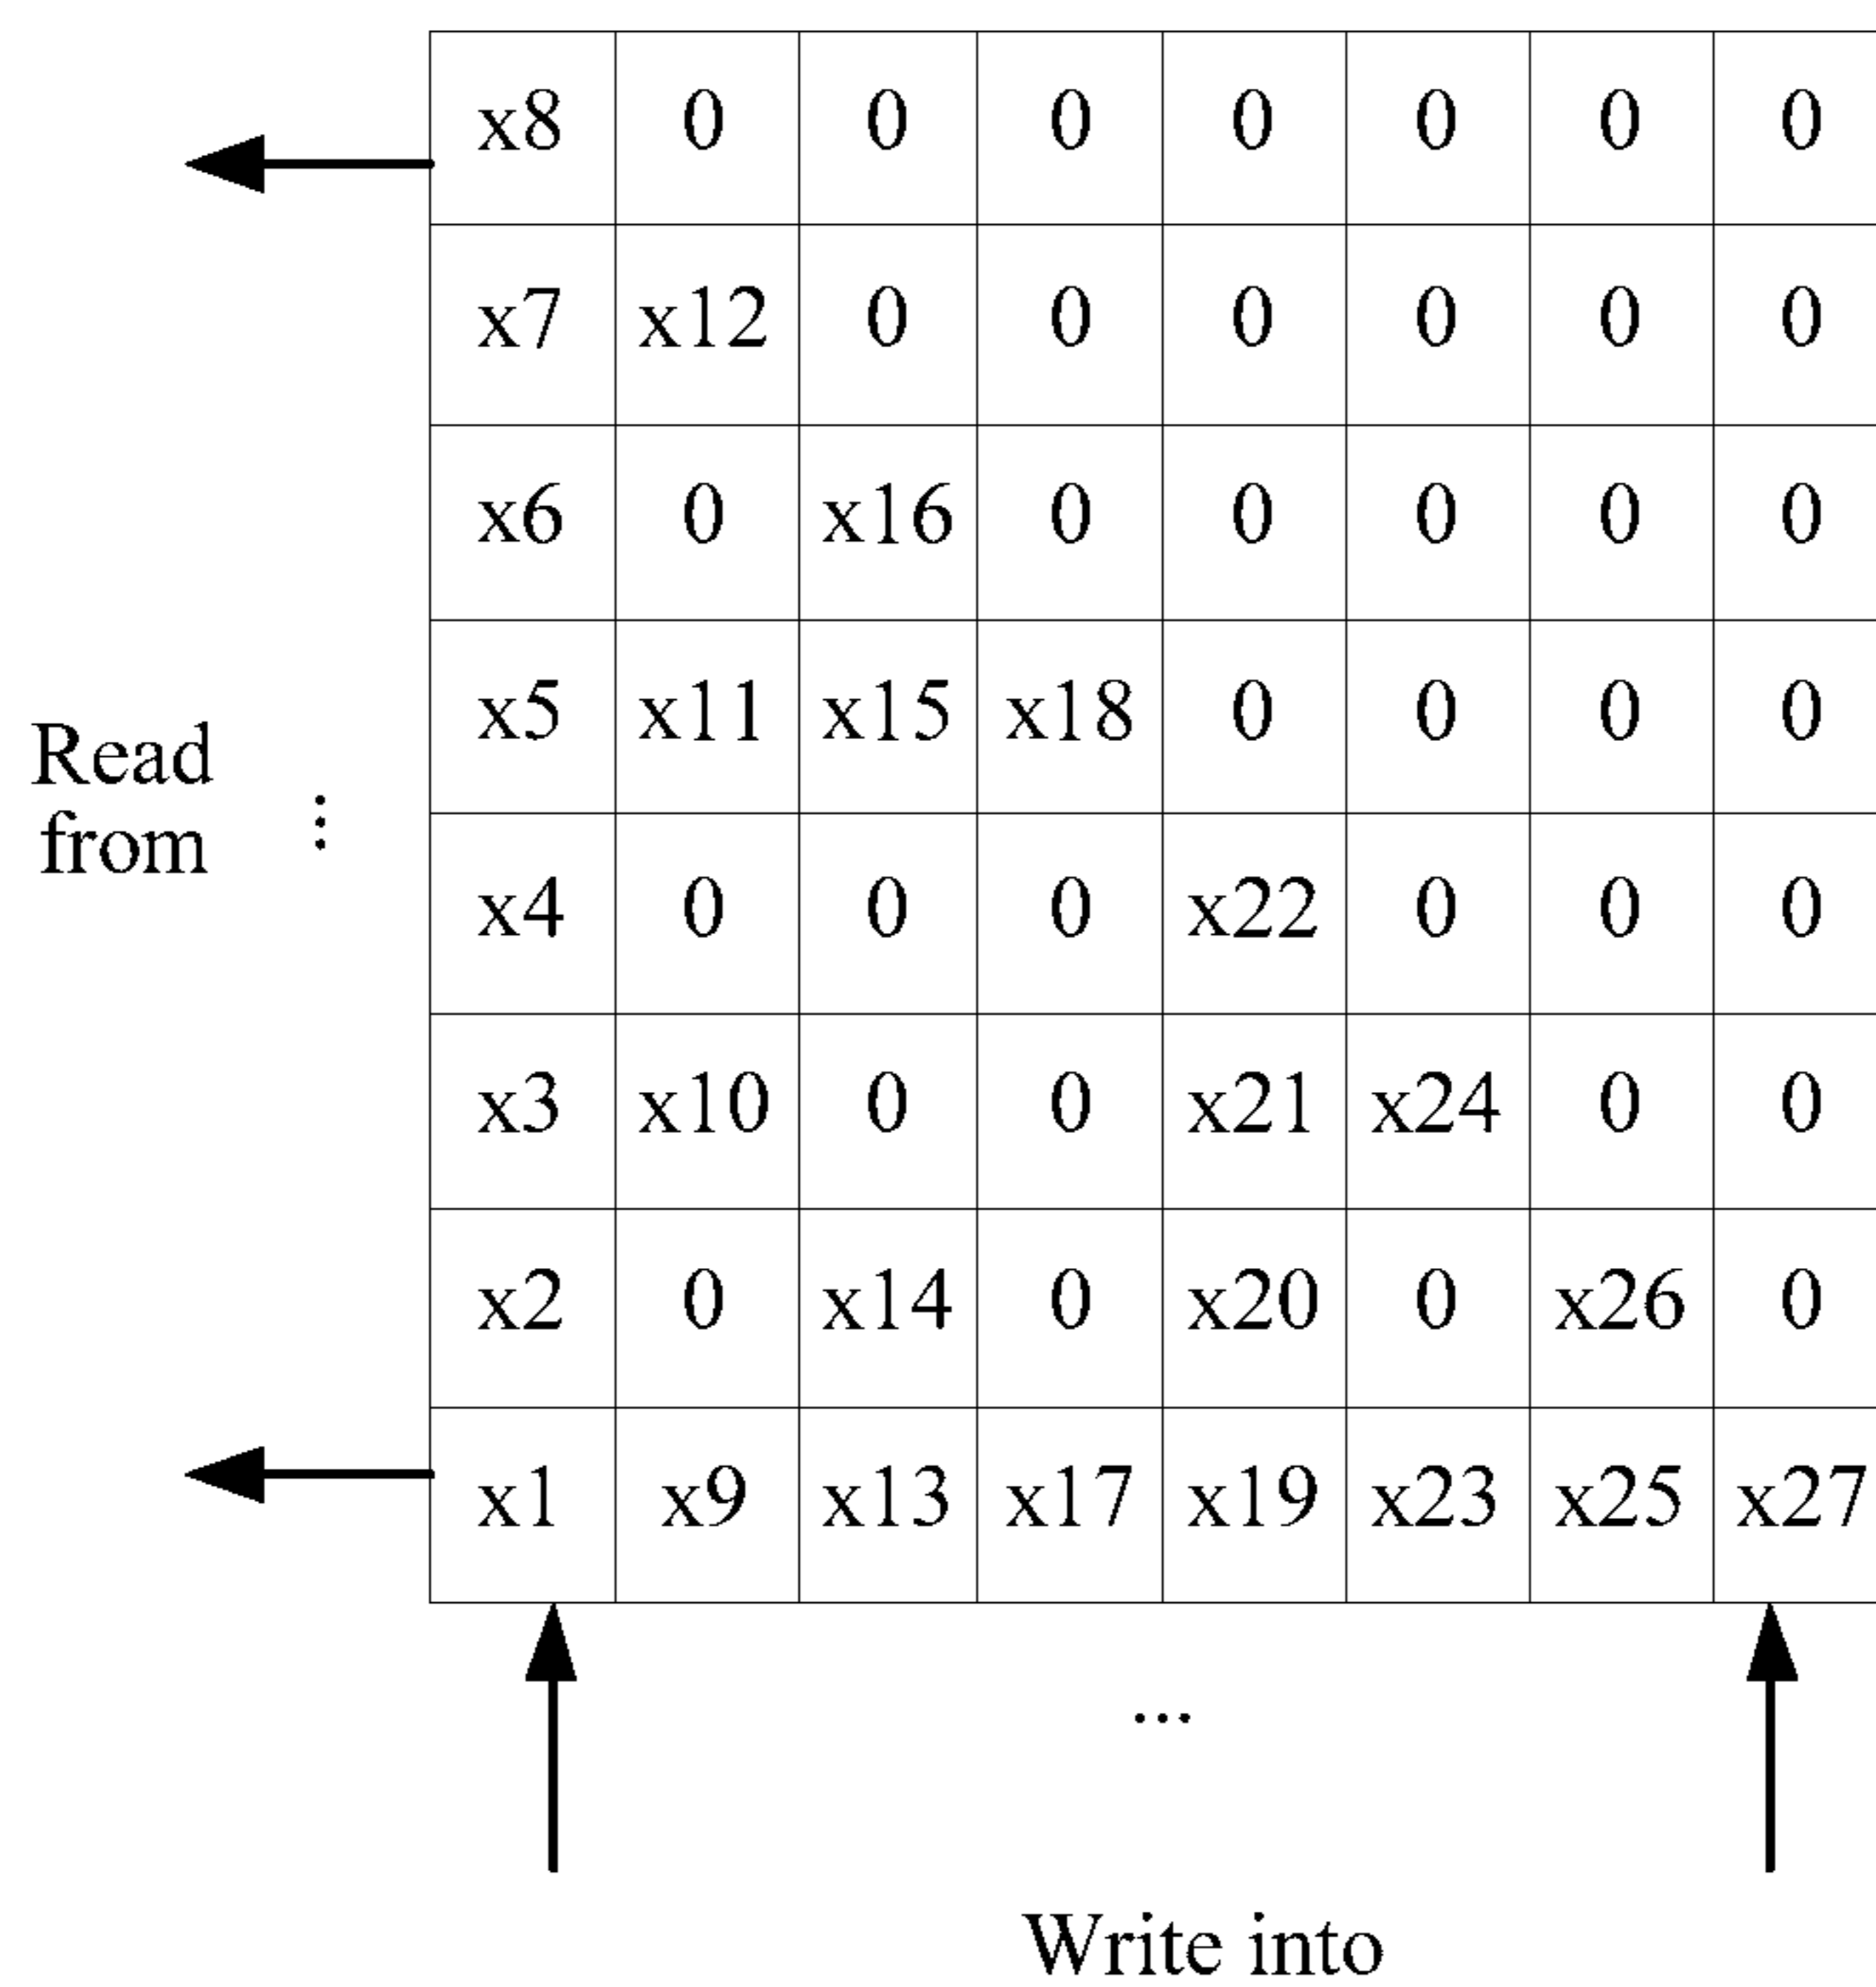 x8 0 0 0 0 0 0 0
x7 x12 0 0 0 0 0 0
x6 0 x16 0 0 0 0 0
x5 x11 x15 x18 0 0 0 0
Read
from
⋮
x4 0 0 0 x22 0 0 0
x3 x10 0 0 x21 x24 0 0
x2 0 x14 0 x20 0 x26 0
x1 x9 x13 x17 x19 x23 x25 x27
...
Write into